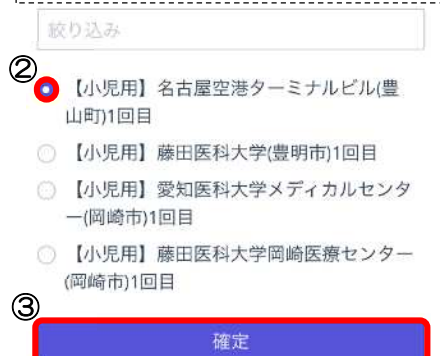 絞り込み
②
【小児用】名古屋空港ターミナルビル(豊
山町)1回目
【小児用】藤田医科大学(豊明市)1回目
【小児用】愛知医科大学メディカルセンタ
ー(岡崎市)1回目
【小児用】藤田医科大学岡崎医療センター
(岡崎市)1回目
③
確定